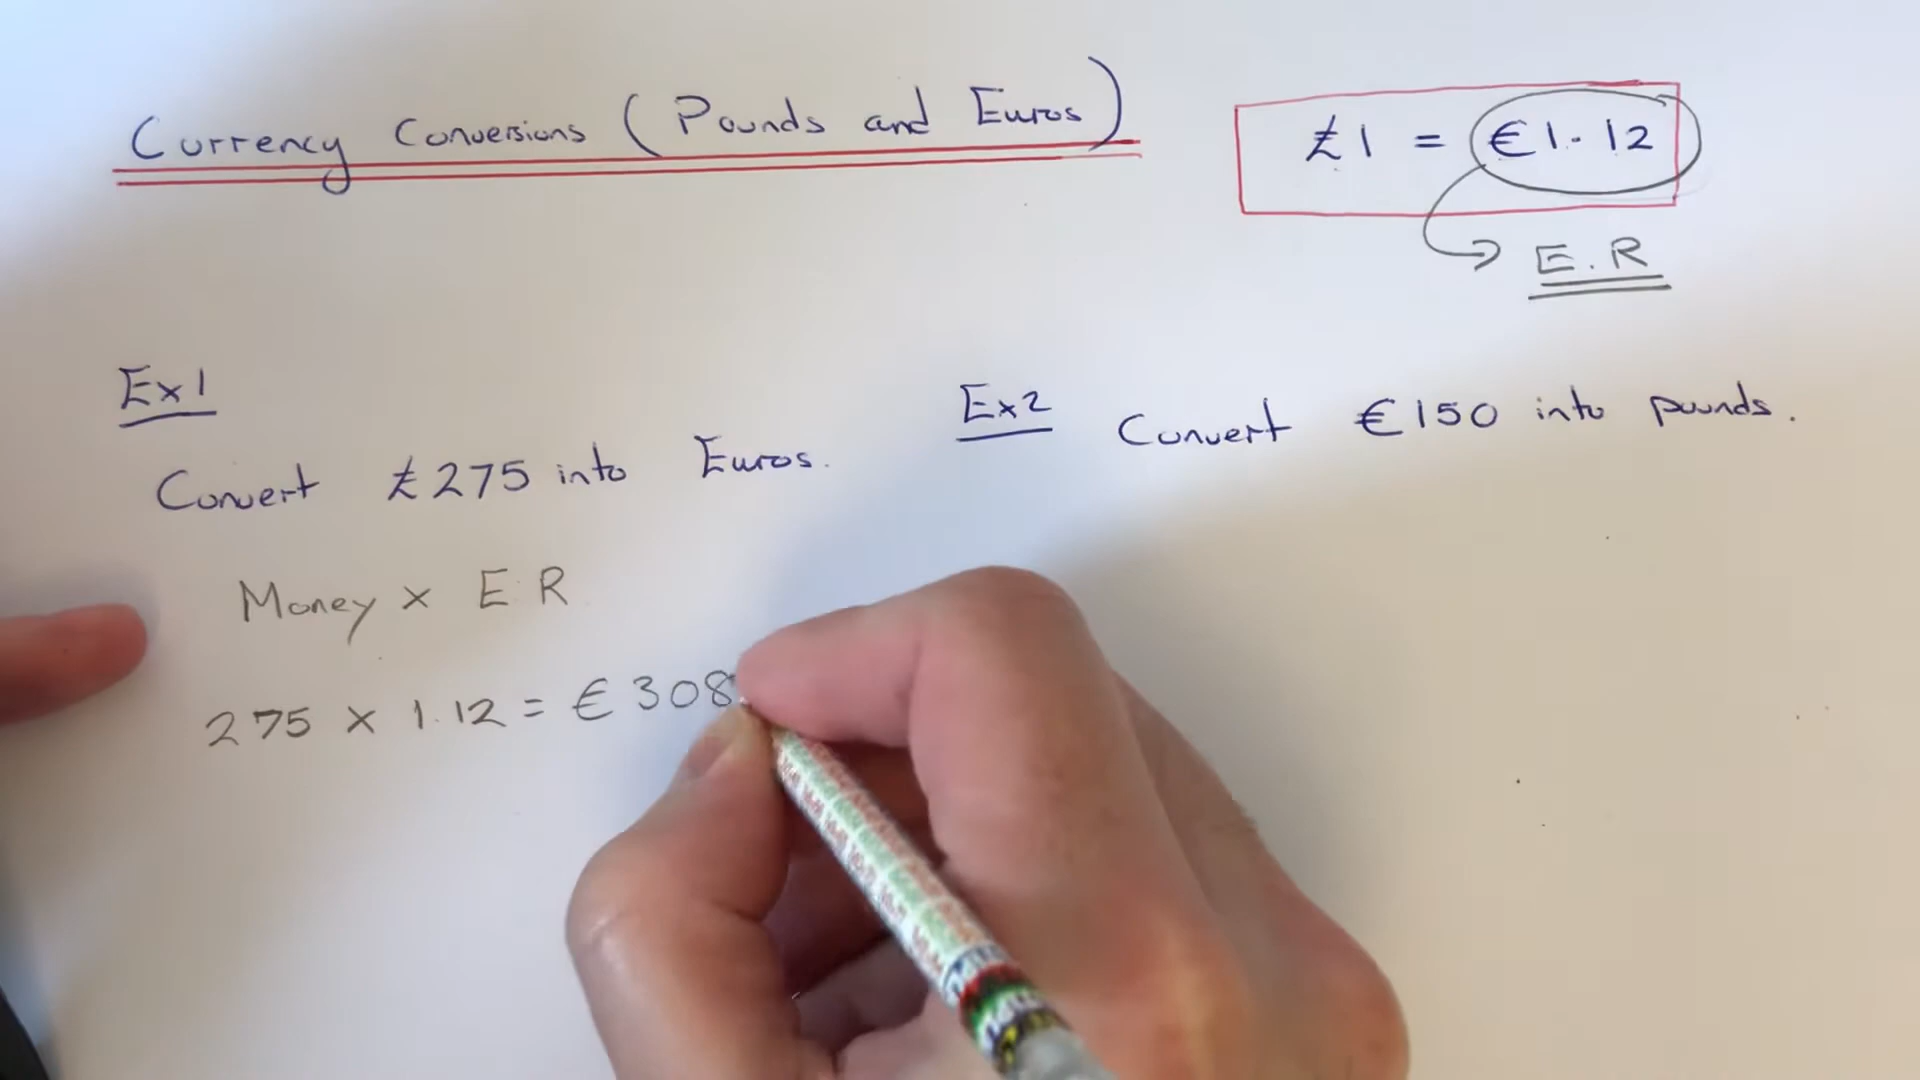 Currency Conversions (Pounds and Euros)
£1 = €1.12
E.R
Ex1
Convert £275 into Euros.
Money x E.R
275 x 1.12 = €308
Ex2 Convert €150 into pounds.